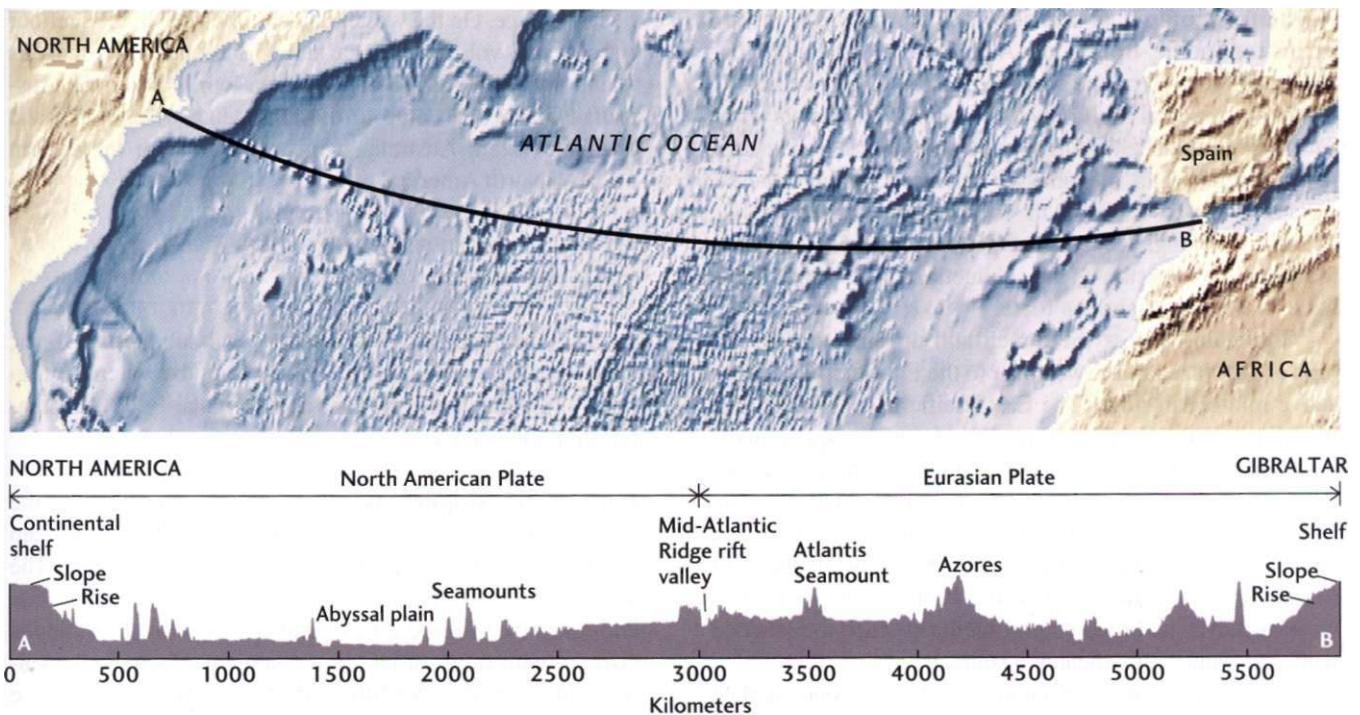 NORTH AMERICA
A
ATLANTIC OCEAN
Spain
B
AFRICA
NORTH AMERICA
North American Plate
Eurasian Plate
GIBRALTAR
Continental
shelf
Slope
Rise
Abyssal plain
Seamounts
Mid-Atlantic
Ridge rift
valley
Atlantis
Seamount
Azores
Shelf
Slope
Rise
A
B
0 500 1000 1500 2000 2500 3000 3500 4000 4500 5000 5500
Kilometers